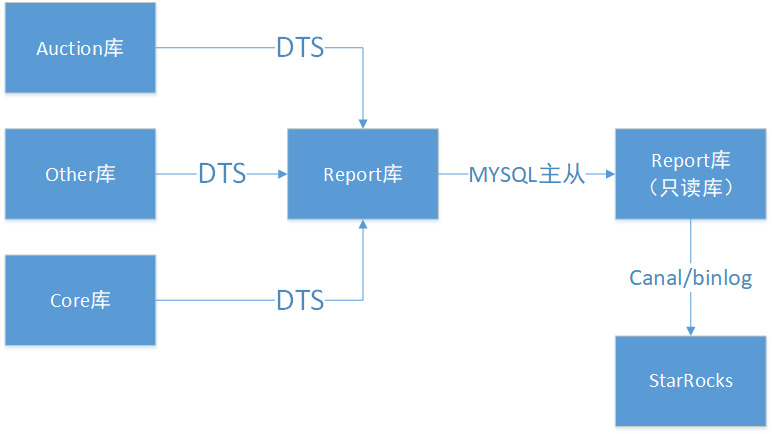 Auction库
DTS
Other库
DTS
Report库
MYSQL主从
Report库
（只读库）
Core库
DTS
Canal/binlog
StarRocks